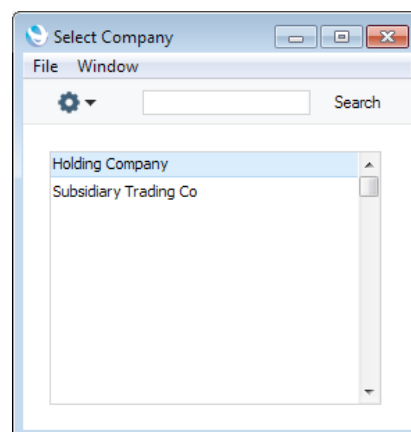 Select Company
File Window
Search
Holding Company
Subsidiary Trading Co